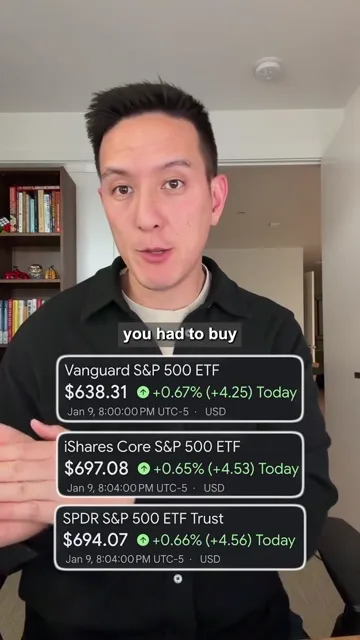 you had to buy
Vanguard S&P 500 ETF
$638.31 +0.67% (+4.25) Today
Jan 9, 8:00:00 PM UTC-5 · USD
iShares Core S&P 500 ETF
$697.08 +0.65% (+4.53) Today
Jan 9, 8:04:00 PM UTC-5 · USD
SPDR S&P 500 ETF Trust
$694.07 +0.66% (+4.56) Today
Jan 9, 8:04:00 PM UTC-5 · USD